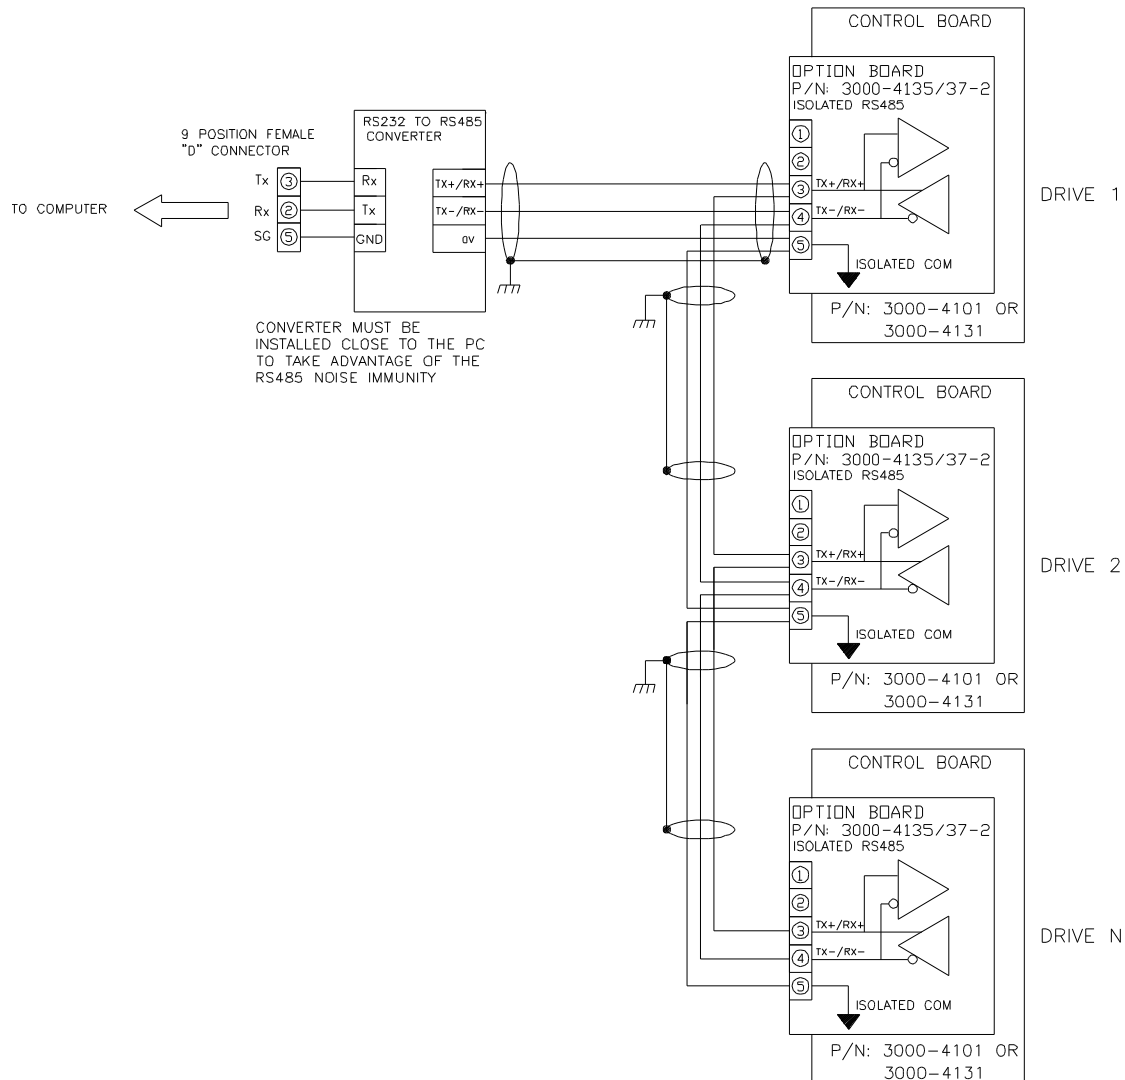 CONTROL BOARD
OPTION BOARD
P/N: 3000-4135/37-2
ISOLATED RS485
1
2
3
4
5
TX+/RX+
TX-/RX-
ISOLATED COM
P/N: 3000-4101 OR
3000-4131
DRIVE 1
RS232 TO RS485
CONVERTER
9 POSITION FEMALE
"D" CONNECTOR
Tx 3 Rx
Rx 2 Tx
SG 5 GND
TX+/RX+
TX-/RX-
0V
TO COMPUTER
CONVERTER MUST BE
INSTALLED CLOSE TO THE PC
TO TAKE ADVANTAGE OF THE
RS485 NOISE IMMUNITY
CONTROL BOARD
OPTION BOARD
P/N: 3000-4135/37-2
ISOLATED RS485
1
2
3
4
5
TX+/RX+
TX-/RX-
ISOLATED COM
P/N: 3000-4101 OR
3000-4131
DRIVE 2
CONTROL BOARD
OPTION BOARD
P/N: 3000-4135/37-2
ISOLATED RS485
1
2
3
4
5
TX+/RX+
TX-/RX-
ISOLATED COM
P/N: 3000-4101 OR
3000-4131
DRIVE N